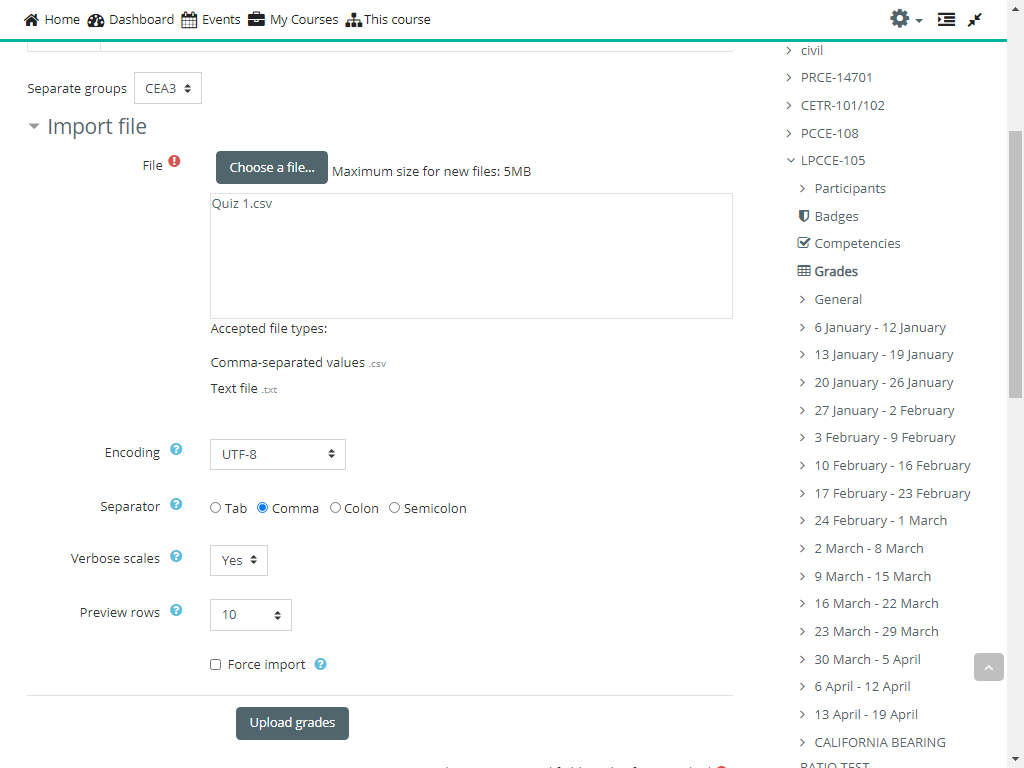 Home Dashboard Events My Courses This course
Separate groups CEA3
Import file
File Choose a file... Maximum size for new files: 5MB
Quiz 1.csv
Accepted file types:
Comma-separated values .csv
Text file .txt
Encoding UTF-8
Separator Tab Comma Colon Semicolon
Verbose scales Yes
Preview rows 10
Force import
Upload grades
civil
PRCE-14701
CETR-101/102
PCCE-108
LPCCE-105
Participants
Badges
Competencies
Grades
General
6 January - 12 January
13 January - 19 January
20 January - 26 January
27 January - 2 February
3 February - 9 February
10 February - 16 February
17 February - 23 February
24 February - 1 March
2 March - 8 March
9 March - 15 March
16 March - 22 March
23 March - 29 March
30 March - 5 April
6 April - 12 April
13 April - 19 April
CALIFORNIA BEARING
RATIO TEST